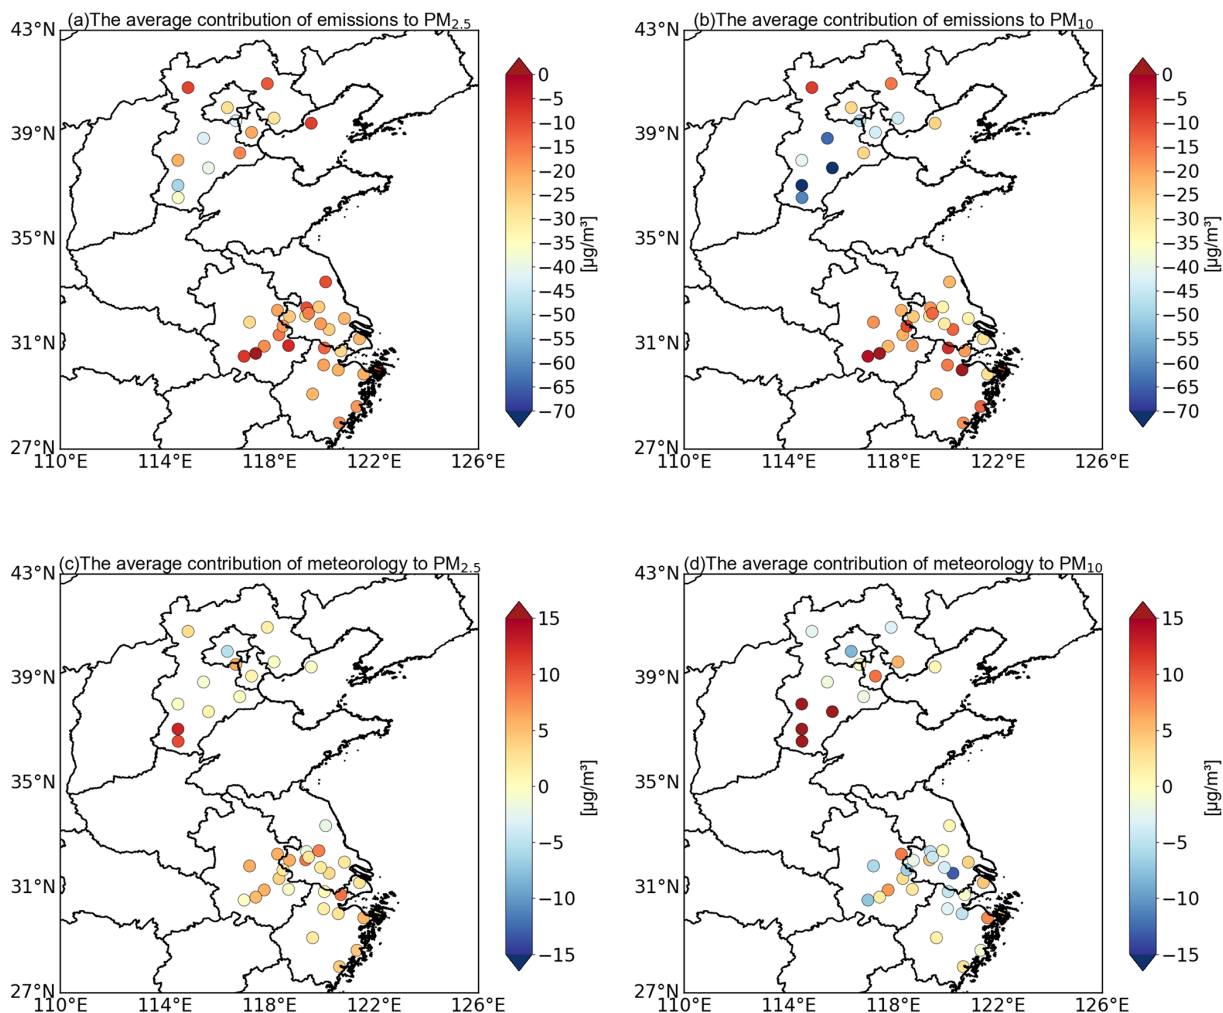 (a)The average contribution of emissions to PM2.5
43°N
39°N
35°N
31°N
27°N
110°E 114°E 118°E 122°E 126°E
0
−5
−10
−15
−20
−25
−30
−35
−40
−45
−50
−55
−60
−65
−70
[μg/m³]
(b)The average contribution of emissions to PM10
43°N
39°N
35°N
31°N
27°N
110°E 114°E 118°E 122°E 126°E
0
−5
−10
−15
−20
−25
−30
−35
−40
−45
−50
−55
−60
−65
−70
[μg/m³]
(c)The average contribution of meteorology to PM2.5
43°N
39°N
35°N
31°N
27°N
110°E 114°E 118°E 122°E 126°E
15
10
5
0
−5
−10
−15
[μg/m³]
(d)The average contribution of meteorology to PM10
43°N
39°N
35°N
31°N
27°N
110°E 114°E 118°E 122°E 126°E
15
10
5
0
−5
−10
−15
[μg/m³]